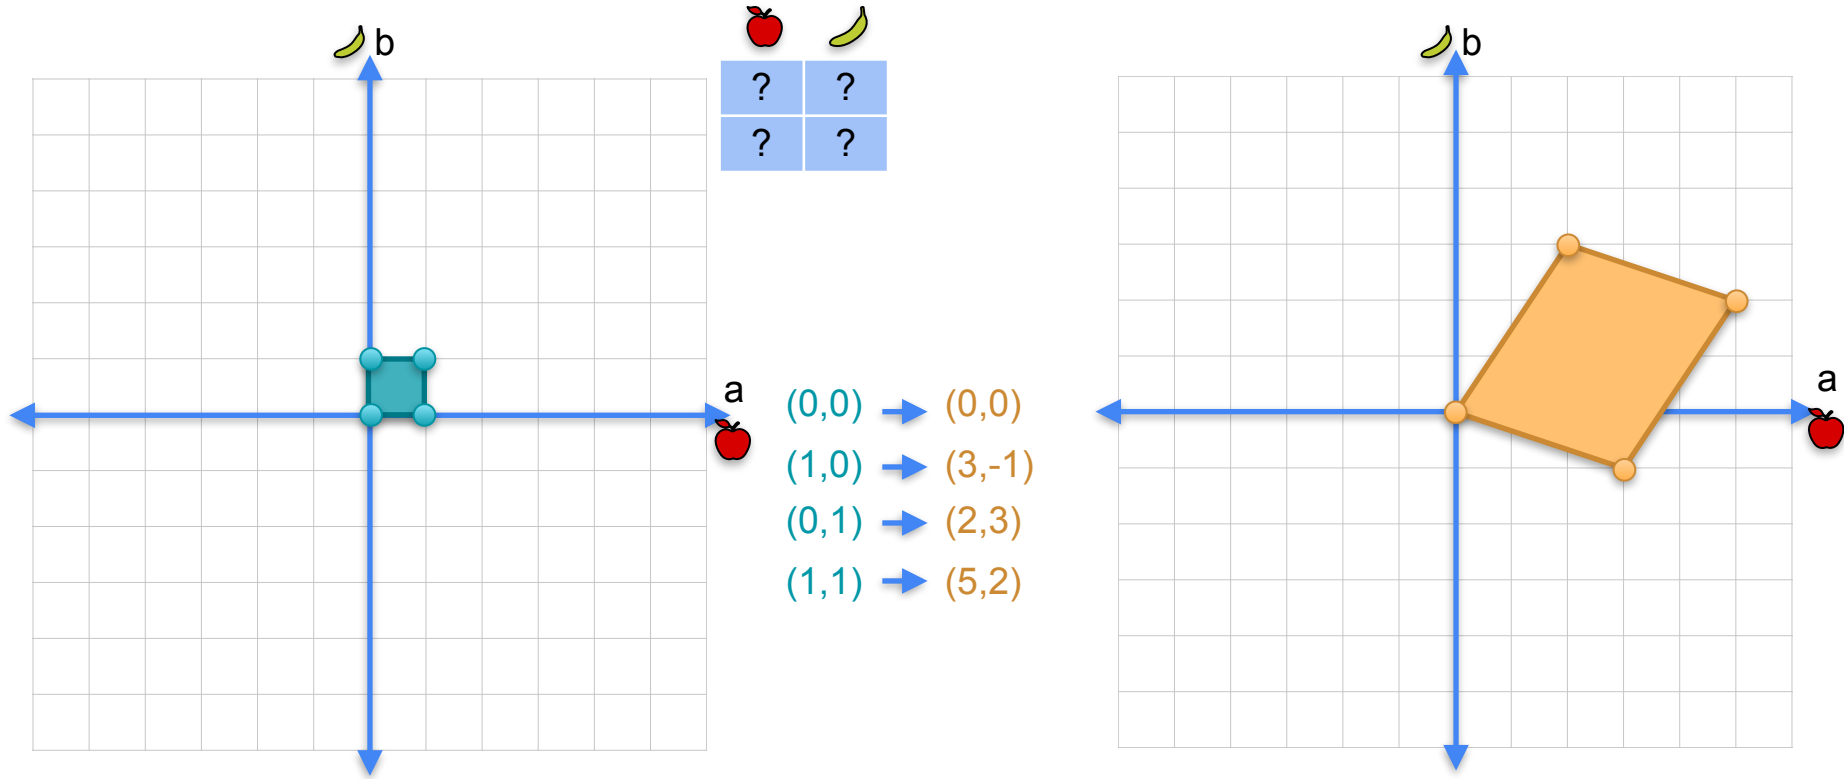 b
? ?
? ?
a
(0,0) (0,0)
(1,0) (3,-1)
(0,1) (2,3)
(1,1) (5,2)
b
a